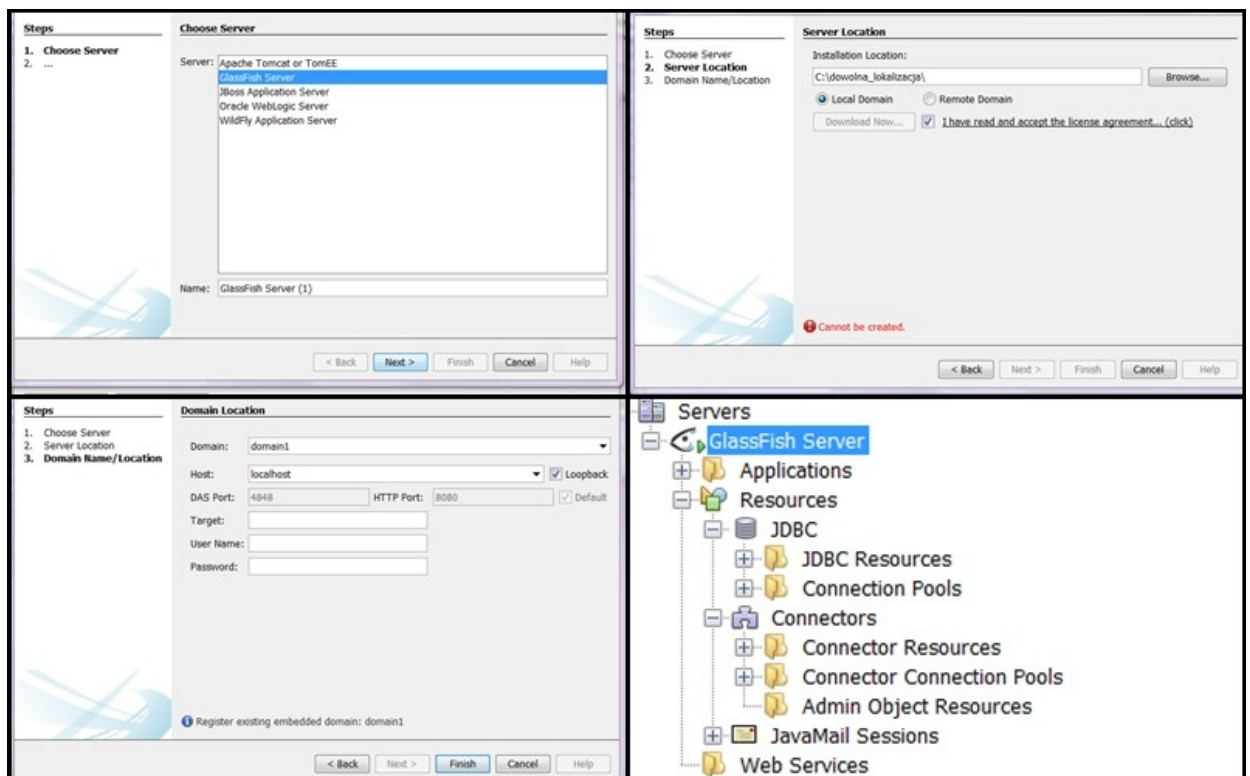 Steps
1. Choose Server
2. ...
Choose Server
Server:
Apache Tomcat or TomEE
GlassFish Server
JBoss Application Server
Oracle WebLogic Server
WildFly Application Server
Name: GlassFish Server (1)
< Back Next > Finish Cancel Help
Steps
1. Choose Server
2. Server Location
3. Domain Name/Location
Server Location
Installation Location:
C:\dowolna_lokalizacja\ Browse...
Local Domain Remote Domain
Download Now... I have read and accept the license agreement... (click)
Cannot be created.
< Back Next > Finish Cancel Help
Steps
1. Choose Server
2. Server Location
3. Domain Name/Location
Domain Location
Domain: domain1
Host: localhost Loopback
DAS Port: 4848 HTTP Port: 8080 Default
Target:
User Name:
Password:
Register existing embedded domain: domain1
< Back Next > Finish Cancel Help
Servers
GlassFish Server
Applications
Resources
JDBC
JDBC Resources
Connection Pools
Connectors
Connector Resources
Connector Connection Pools
Admin Object Resources
JavaMail Sessions
Web Services